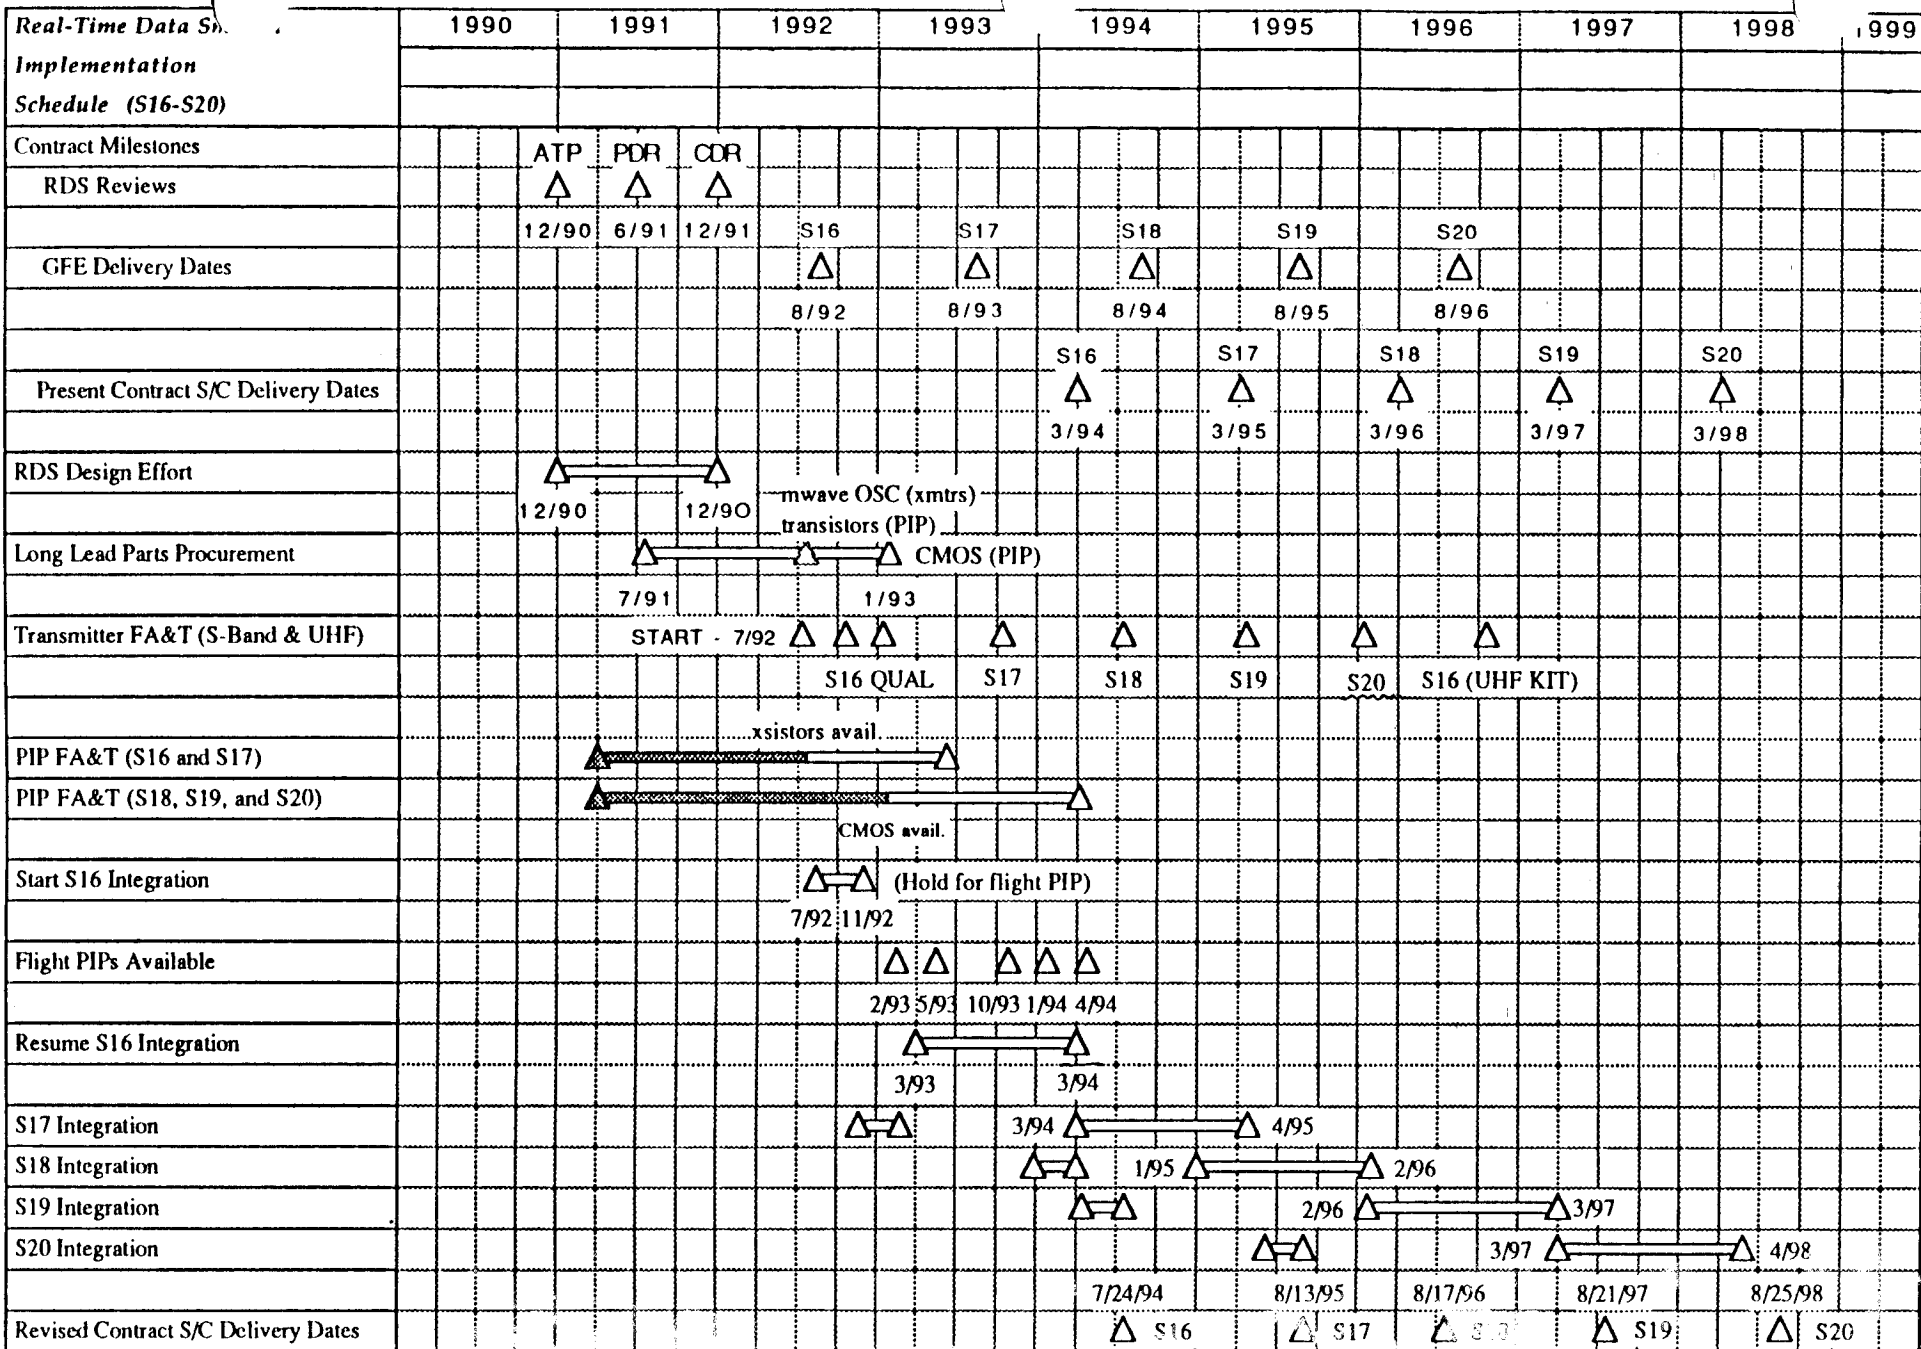 Real-Time Data
1990 1991 1992 1993 1994 1995 1996 1997 1998 1999
Implementation
Schedule (S16-S20)
Contract Milestones
ATP PDR CDR
RDS Reviews
12/90 6/91 12/91 S16 S17 S18 S19 S20
GFE Delivery Dates
8/92 8/93 8/94 8/95 8/96
S16 S17 S18 S19 S20
Present Contract S/C Delivery Dates
3/94 3/95 3/96 3/97 3/98
RDS Design Effort
mwave OSC (xmtrs)
12/90 12/90
transistors (PIP)
Long Lead Parts Procurement
CMOS (PIP)
7/91 1/93
Transmitter FA&T (S-Band & UHF)
START - 7/92
S16 QUAL S17 S18 S19 S20 S16 (UHF KIT)
xsistors avail.
PIP FA&T (S16 and S17)
PIP FA&T (S18, S19, and S20)
CMOS avail.
Start S16 Integration
(Hold for flight PIP)
7/92 11/92
Flight PIPs Available
2/93 5/93 10/93 1/94 4/94
Resume S16 Integration
3/93 3/94
S17 Integration
3/94 4/95
S18 Integration
1/95 2/96
S19 Integration
2/96 3/97
S20 Integration
3/97 4/98
7/24/94 8/13/95 8/17/96 8/21/97 8/25/98
Revised Contract S/C Delivery Dates
S16 S17 S18 S19 S20